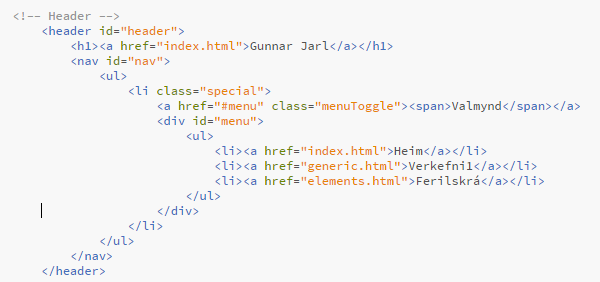 <!-- Header -->
<header id="header">
<h1><a href="index.html">Gunnar Jarl</a></h1>
<nav id="nav">
<ul>
<li class="special">
<a href="#menu" class="menuToggle"><span>Valmynd</span></a>
<div id="menu">
<ul>
<li><a href="index.html">Heim</a></li>
<li><a href="generic.html">Verkefni1</a></li>
<li><a href="elements.html">Ferilskrá</a></li>
</ul>
</div>
</li>
</ul>
</nav>
</header>